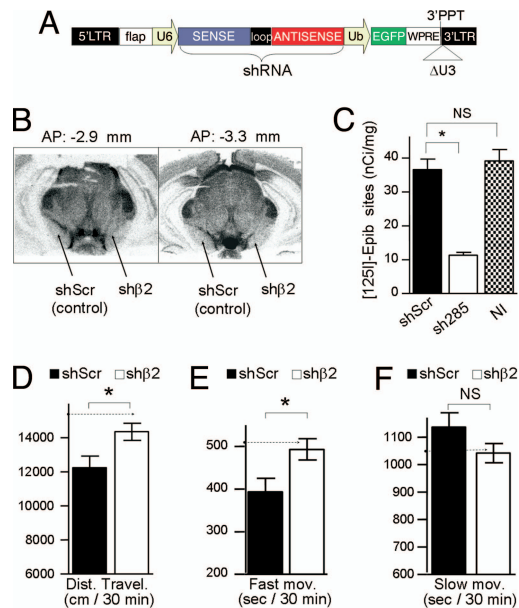 A
3'PPT
5'LTR flap U6 SENSE loop ANTISENSE Ub EGFP WPRE 3'LTR
shRNA
ΔU3
B
AP: -2.9 mm
AP: -3.3 mm
shScr
(control)
shβ2
shScr
(control)
shβ2
C
NS
*
[125I]-Epib sites (nCi/mg)
40
30
20
10
0
shScr
sh285
NI
D
shScr shβ2
*
14000
12000
10000
8000
6000
Dist. Travel.
(cm / 30 min)
E
shScr shβ2
*
500
400
300
200
Fast mov.
(sec / 30 min)
F
shScr shβ2
NS
1100
1000
900
800
700
600
Slow mov.
(sec / 30 min)